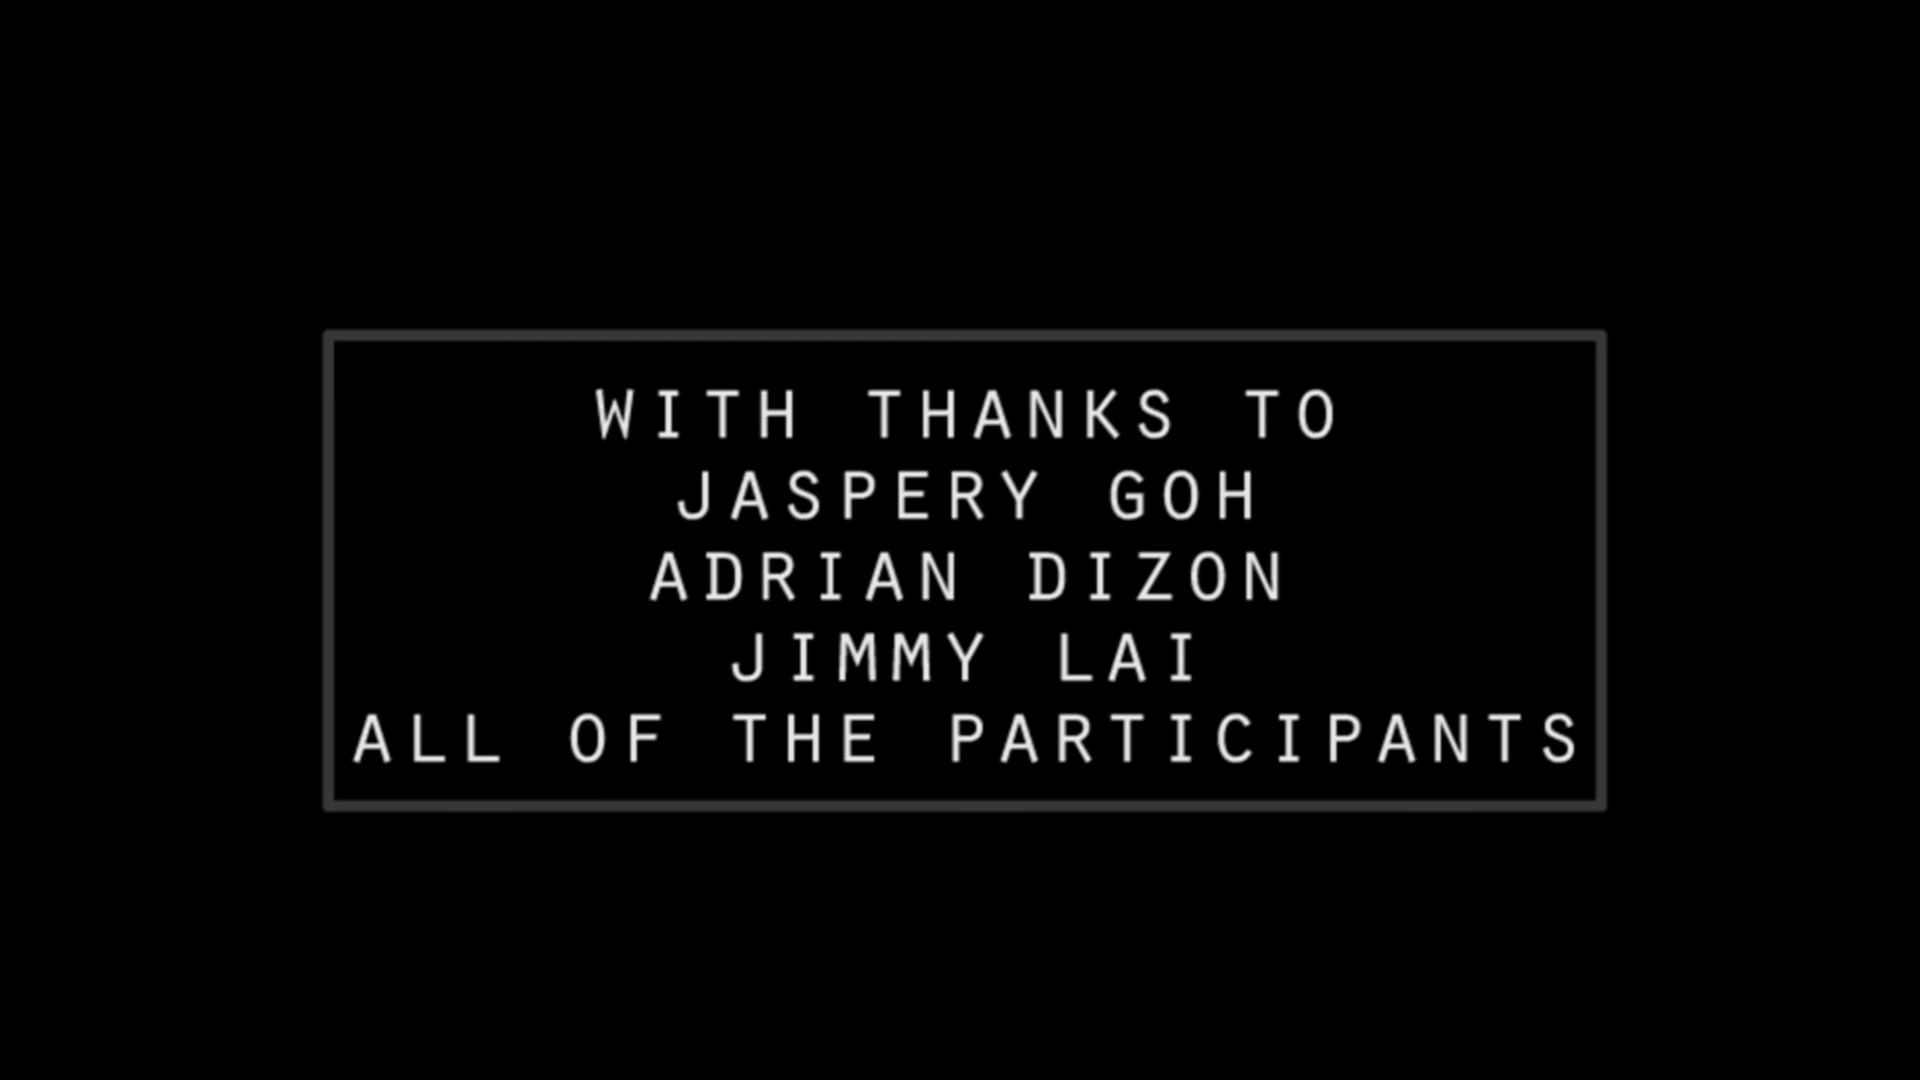 WITH THANKS TO
JASPERY GOH
ADRIAN DIZON
JIMMY LAI
ALL OF THE PARTICIPANTS